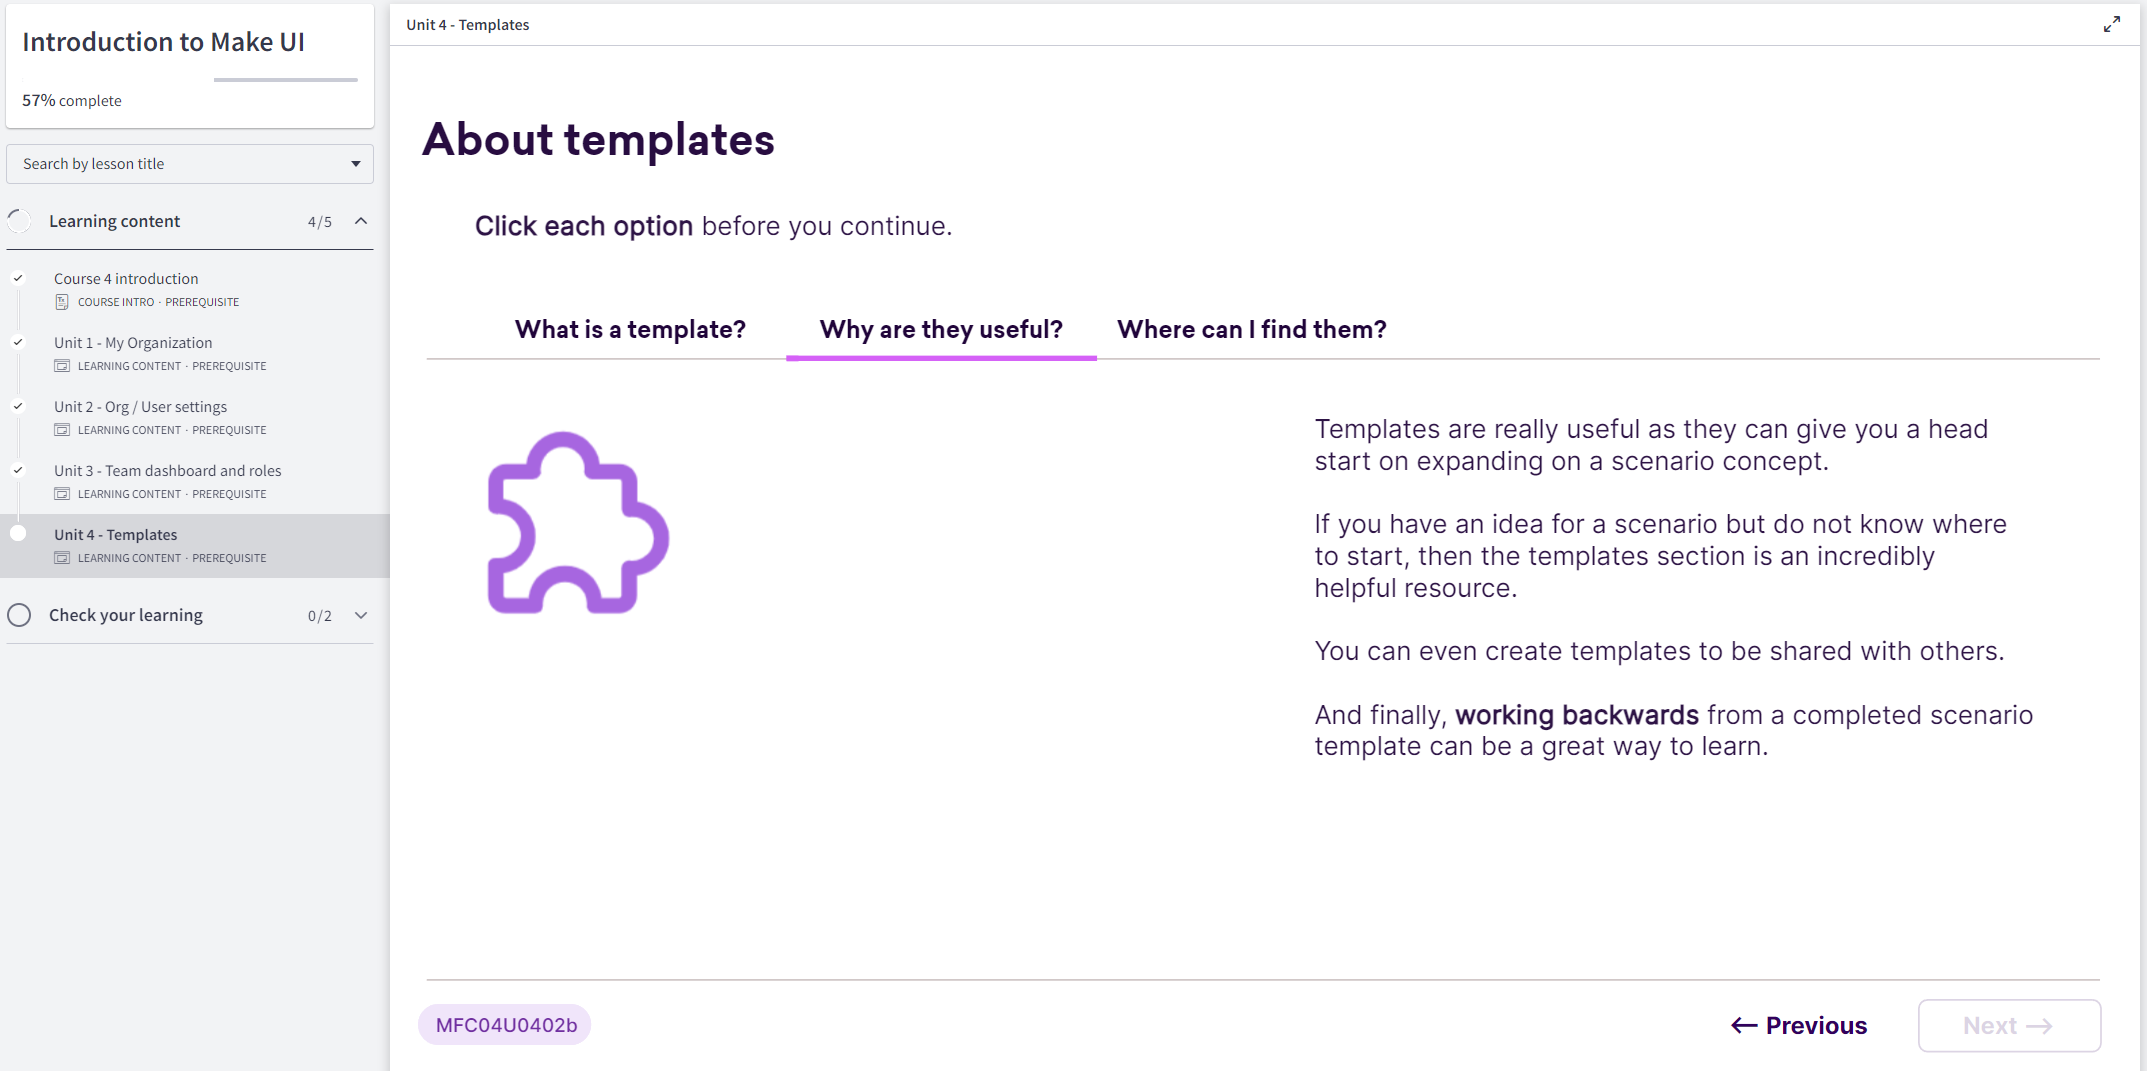 Introduction to Make UI
57% complete
Search by lesson title
Learning content 4/5
Course 4 introduction
COURSE INTRO · PREREQUISITE
Unit 1 - My Organization
LEARNING CONTENT · PREREQUISITE
Unit 2 - Org / User settings
LEARNING CONTENT · PREREQUISITE
Unit 3 - Team dashboard and roles
LEARNING CONTENT · PREREQUISITE
Unit 4 - Templates
LEARNING CONTENT · PREREQUISITE
Check your learning 0/2
Unit 4 - Templates
About templates
Click each option before you continue.
What is a template? Why are they useful? Where can I find them?
Templates are really useful as they can give you a head
start on expanding on a scenario concept.
If you have an idea for a scenario but do not know where
to start, then the templates section is an incredibly
helpful resource.
You can even create templates to be shared with others.
And finally, working backwards from a completed scenario
template can be a great way to learn.
MFC04U0402b
← Previous Next →